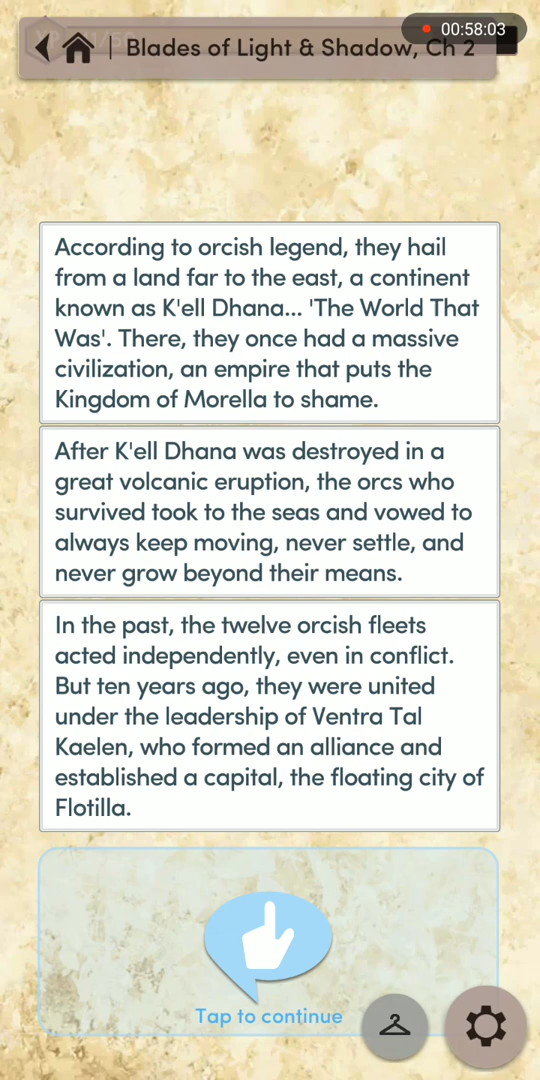 00:58:03
| Blades of Light & Shadow, Ch 2
According to orcish legend, they hail
from a land far to the east, a continent
known as K'ell Dhana... 'The World That
Was'. There, they once had a massive
civilization, an empire that puts the
Kingdom of Morella to shame.
After K'ell Dhana was destroyed in a
great volcanic eruption, the orcs who
survived took to the seas and vowed to
always keep moving, never settle, and
never grow beyond their means.
In the past, the twelve orcish fleets
acted independently, even in conflict.
But ten years ago, they were united
under the leadership of Ventra Tal
Kaelen, who formed an alliance and
established a capital, the floating city of
Flotilla.
Tap to continue